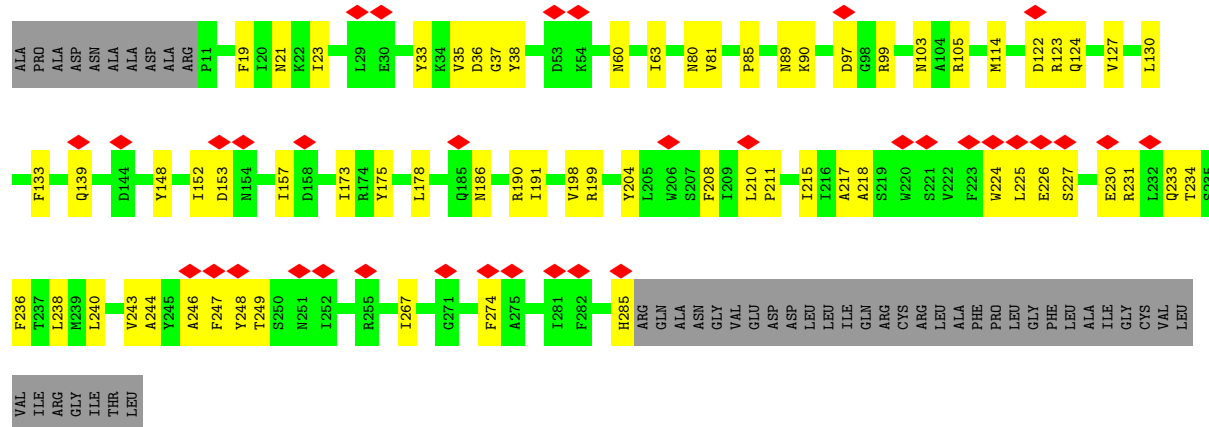 ALA PRO ALA ASP ASN ALA ALA ASP ALA ARG P11 F19 I20 N21 K22 I23 L29 E30 Y33 K34 V35 D36 G37 Y38 D53 K54 N60 I63 N80 V81 P85 N89 K90 D97 G98 R99 N103 A104 R105 M114 D122 R123 Q124 V127 L130
F133 Q139 D144 Y148 I152 D153 N154 I157 D158 I173 R174 Y175 L178 Q185 N186 R190 I191 V198 R199 Y204 L205 W206 S207 F208 I209 L210 P211 I215 I216 A217 A218 S219 W220 S221 V222 F223 W224 L225 E226 S227 E230 R231 L232 Q233 T234 S235
F236 T237 L238 M239 L240 V243 A244 Y245 A246 F247 Y248 T249 S250 N251 I252 R255 I267 G271 F274 A275 I281 F282 H285 ARG GLN ALA ASN GLY VAL GLU ASP ASP LEU LEU ILE GLN ARG CYS ARG LEU ALA PHE PRO LEU GLY PHE LEU ALA ILE GLY CYS VAL LEU
VAL ILE ARG GLY ILE THR LEU